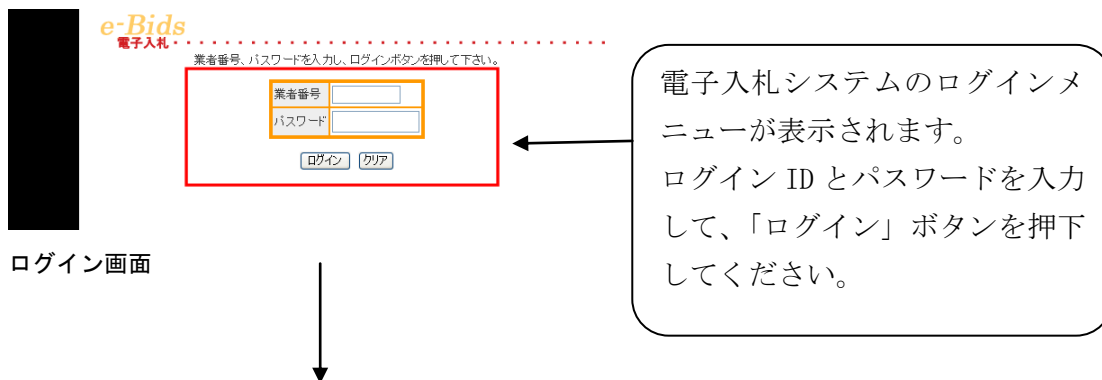 e-Bids
電子入札
業者番号、パスワードを入力し、ログインボタンを押して下さい。
業者番号
パスワード
ログイン クリア
ログイン画面
電子入札システムのログインメ
ニューが表示されます。
ログイン ID とパスワードを入力
して、「ログイン」ボタンを押下
してください。